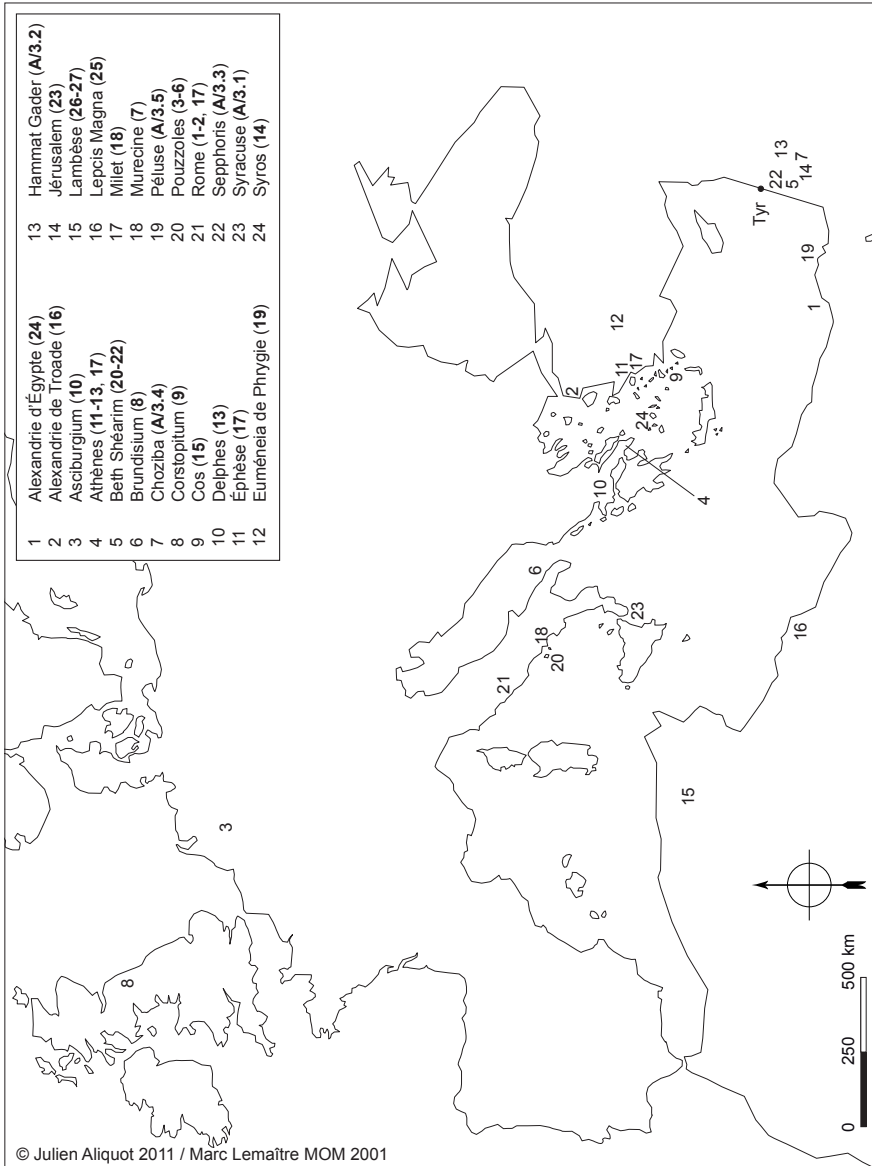 1 Alexandrie d'Égypte (24)
2 Alexandrie de Troade (16)
3 Asciburgium (10)
4 Athènes (11-13, 17)
5 Beth Shéarim (20-22)
6 Brundisium (8)
7 Choziba (A/3.4)
8 Corstopitum (9)
9 Cos (15)
10 Delphes (13)
11 Éphèse (17)
12 Euméneia de Phrygie (19)
13 Hammat Gader (A/3.2)
14 Jérusalem (23)
15 Lambèse (26-27)
16 Lepcis Magna (25)
17 Milet (18)
18 Murecine (7)
19 Péluse (A/3.5)
20 Pouzzoles (3-6)
21 Rome (1-2, 17)
22 Sepphoris (A/3.3)
23 Syracuse (A/3.1)
24 Syros (14)
8
3
21
20
18
6
23
10
4
24
2
11
17
9
12
15
16
1
19
Tyr
22
13
5
14
7
0 250 500 km
© Julien Aliquot 2011 / Marc Lemaître MOM 2001